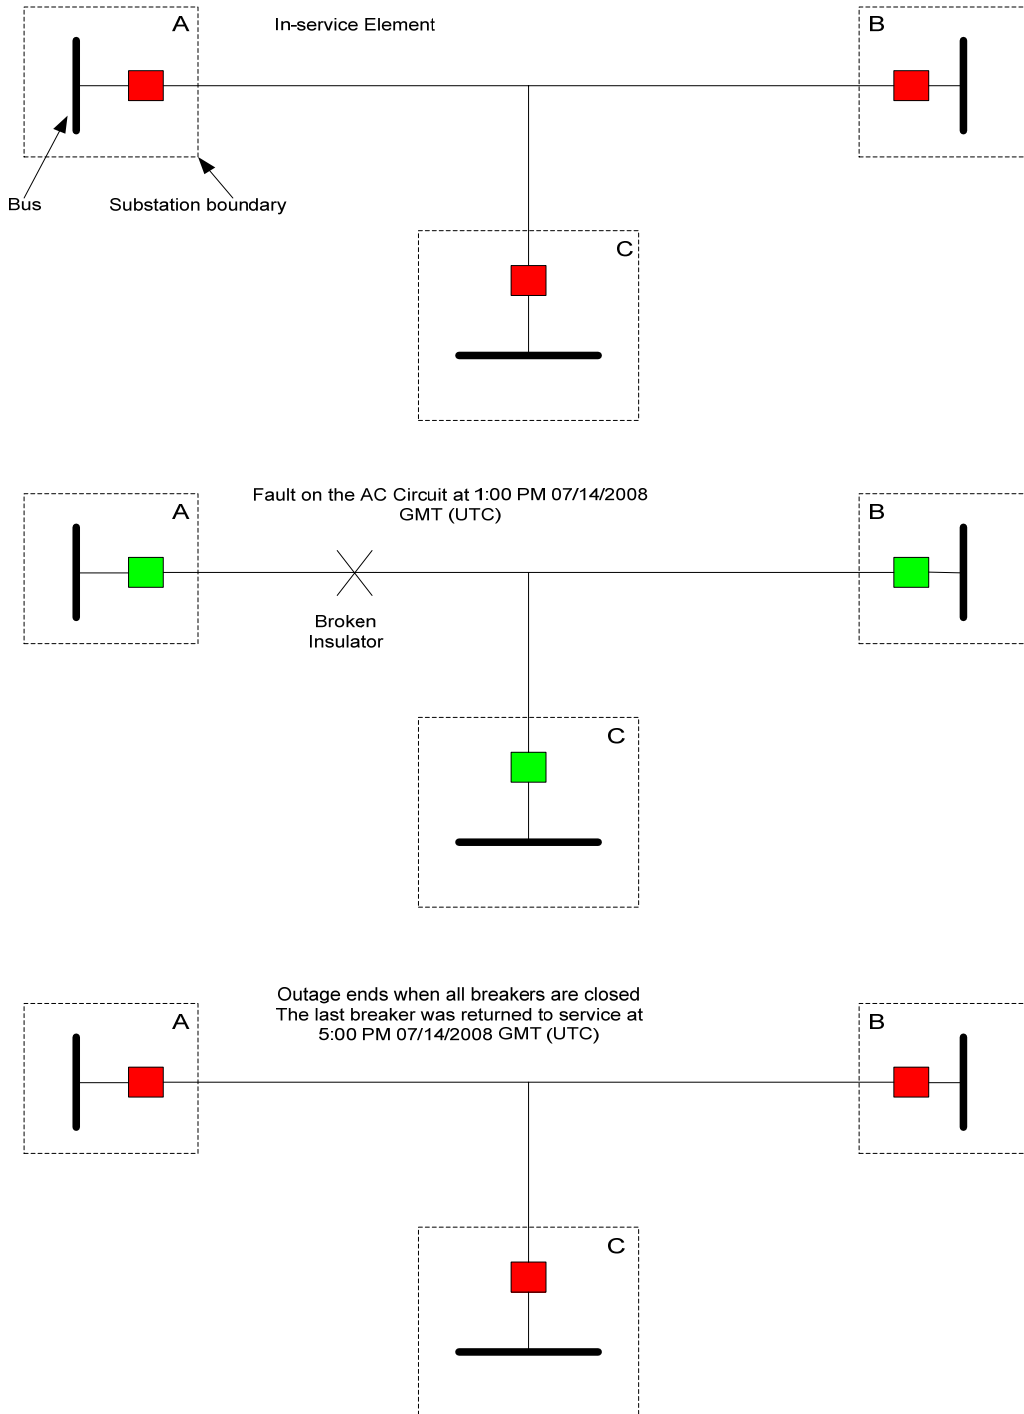 A
In-service Element
B
Bus
Substation boundary
C
Fault on the AC Circuit at 1:00 PM 07/14/2008
GMT (UTC)
A
B
Broken
Insulator
C
Outage ends when all breakers are closed
The last breaker was returned to service at
5:00 PM 07/14/2008 GMT (UTC)
A
B
C